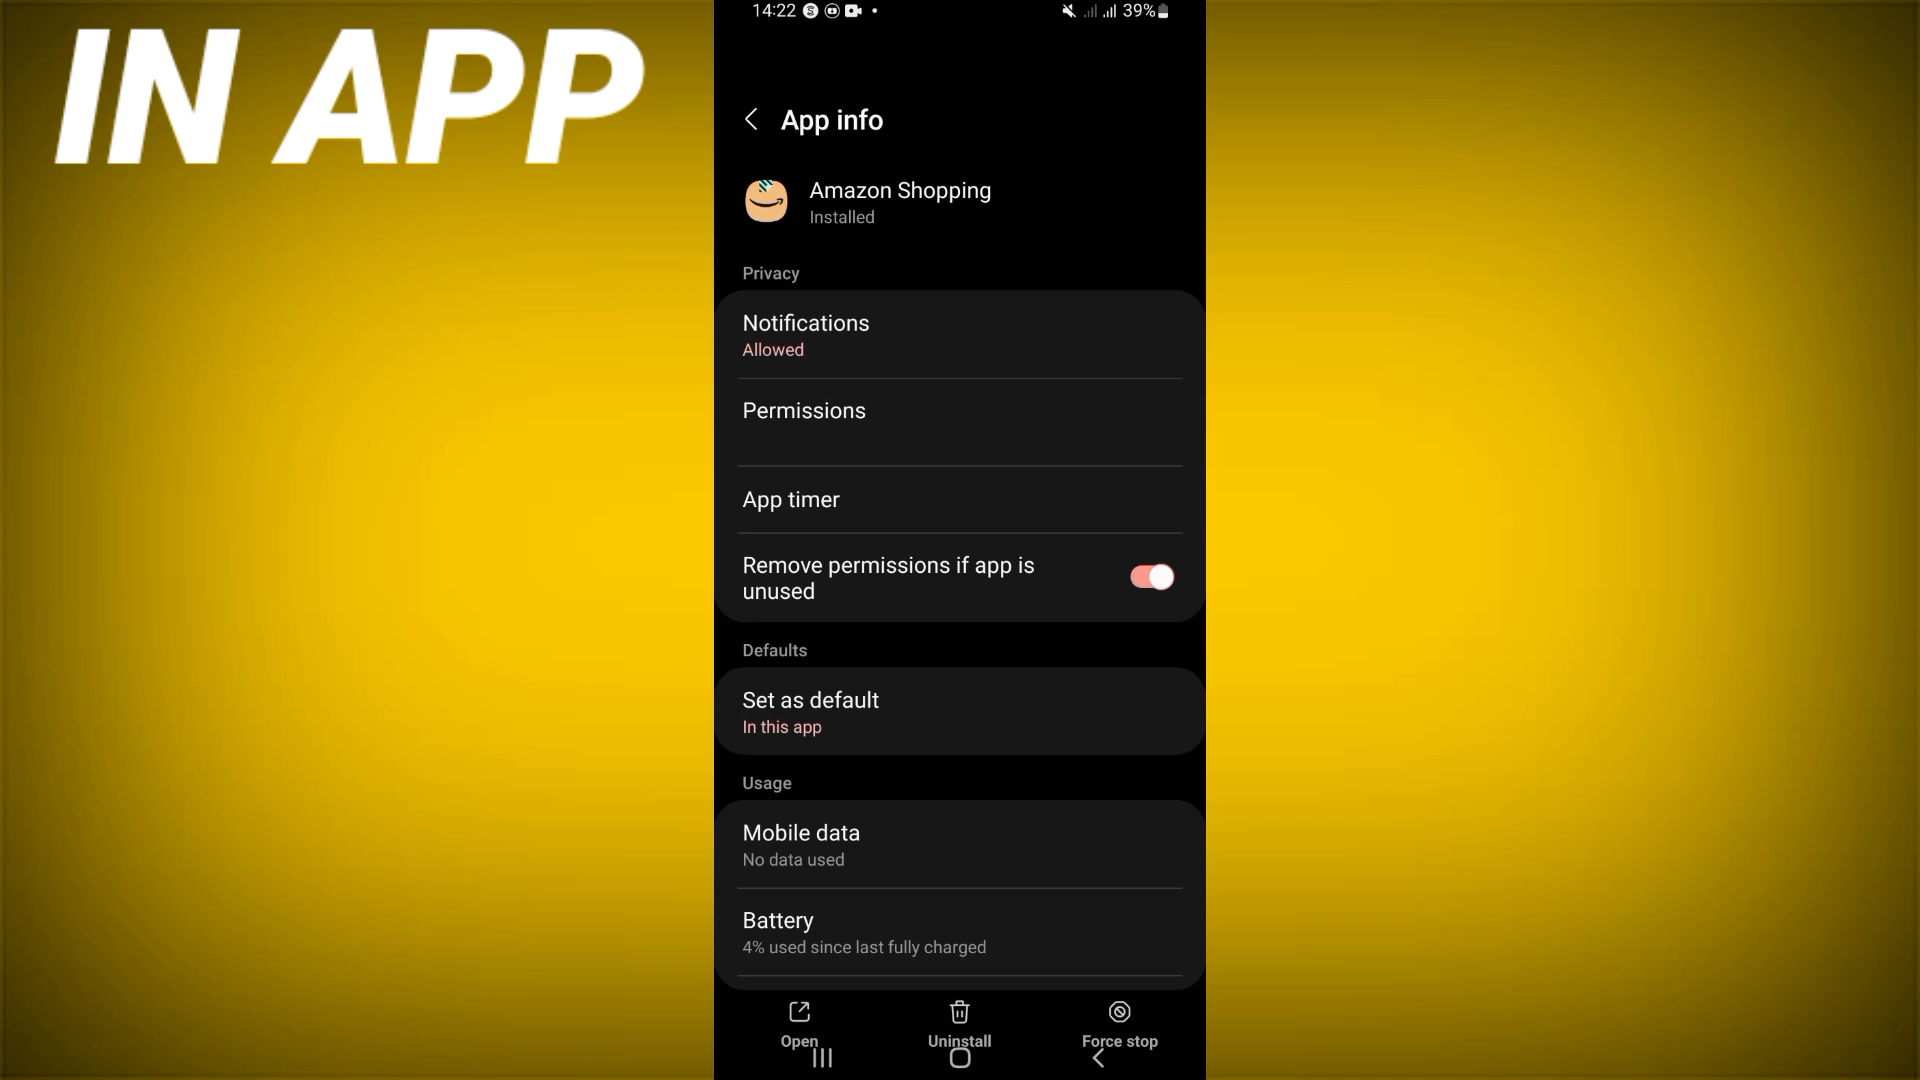 IN APP
14:22
39%
App info
Amazon Shopping
Installed
Privacy
Notifications
Allowed
Permissions
App timer
Remove permissions if app is
unused
Defaults
Set as default
In this app
Usage
Mobile data
No data used
Battery
4% used since last fully charged
Open
Uninstall
Force stop